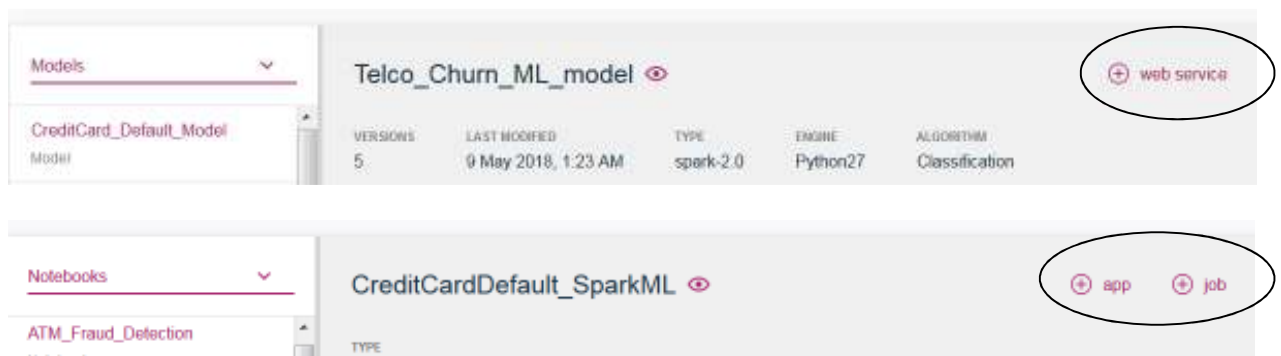 Models
Telco_Churn_ML_model
web service
CreditCard_Default_Model
Model
VERSIONS LAST MODIFIED TYPE ENGINE ALGORITHM
5 9 May 2018, 1:23 AM spark-2.0 Python27 Classification
Notebooks
CreditCardDefault_SparkML
app job
ATM_Fraud_Detection
TYPE